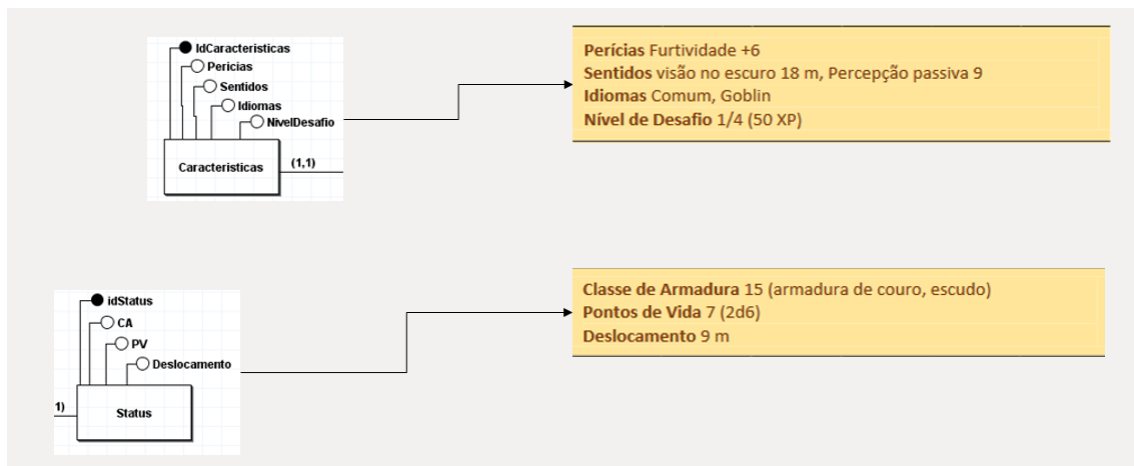 IdCaracteristicas
Pericias
Sentidos
Idiomas
NivelDesafio
Caracteristicas
(1,1)
Perícias Furtividade +6
Sentidos visão no escuro 18 m, Percepção passiva 9
Idiomas Comum, Goblin
Nível de Desafio 1/4 (50 XP)
idStatus
CA
PV
Deslocamento
1)
Status
Classe de Armadura 15 (armadura de couro, escudo)
Pontos de Vida 7 (2d6)
Deslocamento 9 m